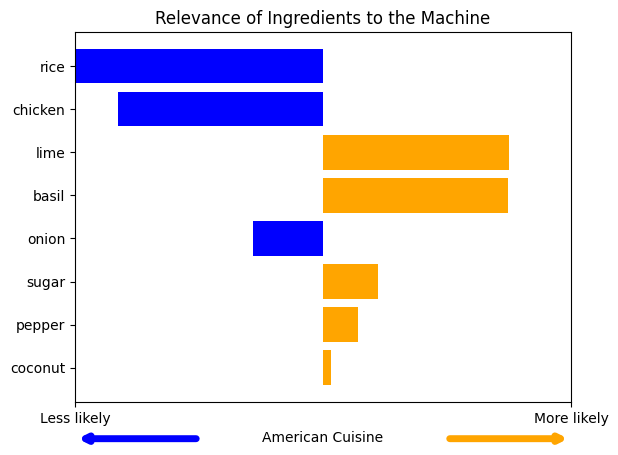 Relevance of Ingredients to the Machine
rice
chicken
lime
basil
onion
sugar
pepper
coconut
Less likely
More likely
American Cuisine